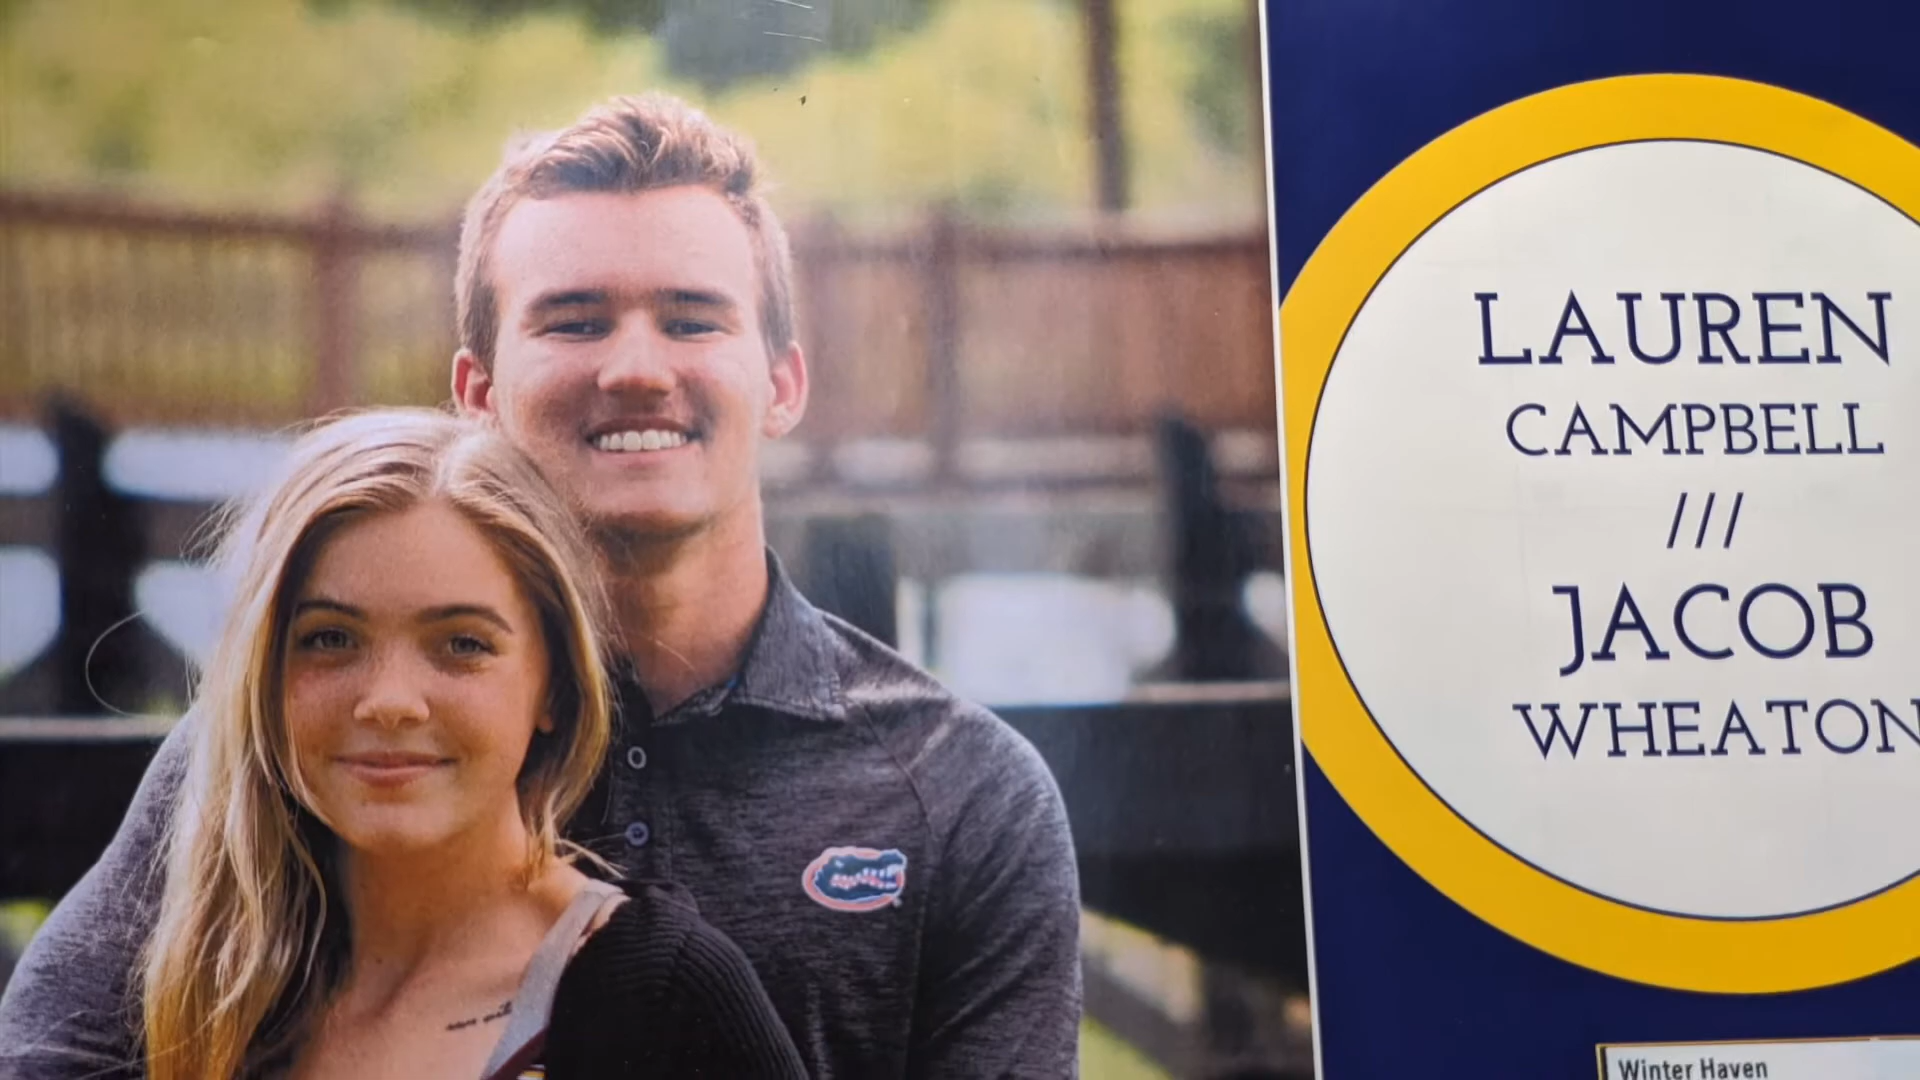 LAUREN
CAMPBELL
///
JACOB
WHEATON
Winter Haven